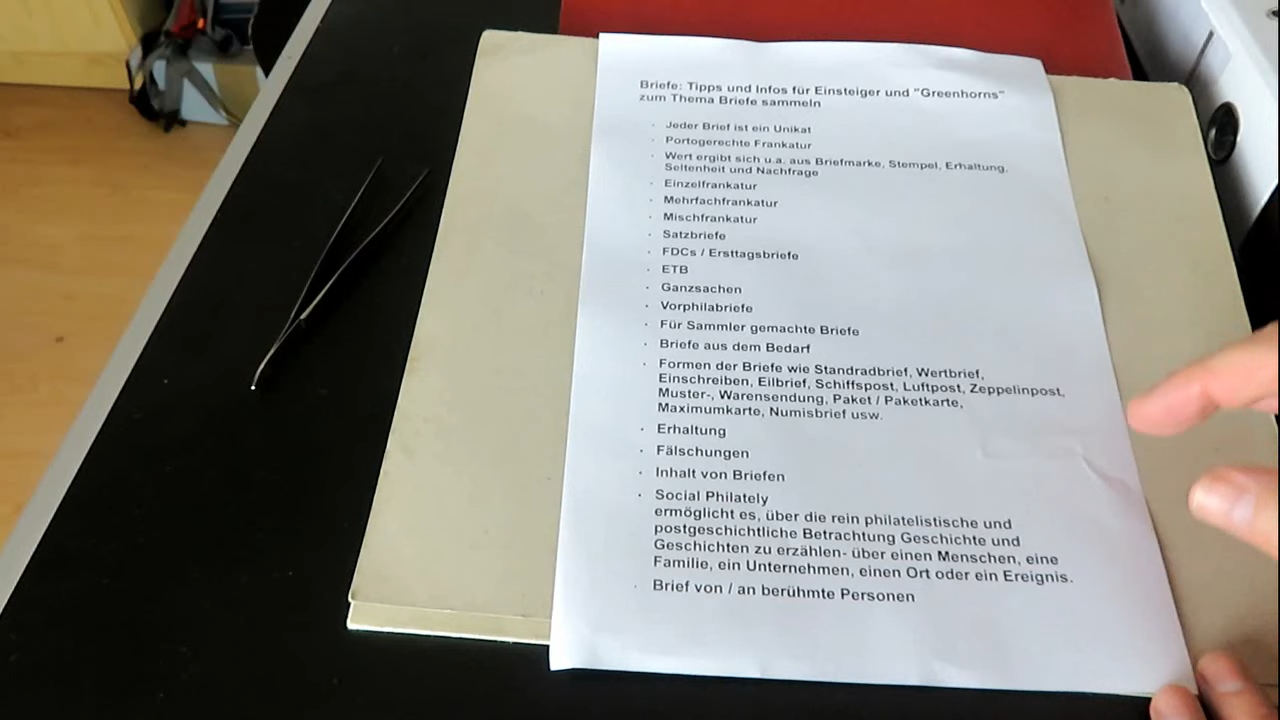 Briefe: Tipps und Infos für Einsteiger und "Greenhorns"
zum Thema Briefe sammeln
· Jeder Brief ist ein Unikat
· Portogerechte Frankatur
· Wert ergibt sich u.a. aus Briefmarke, Stempel, Erhaltung,
Seltenheit und Nachfrage
· Einzelfrankatur
· Mehrfachfrankatur
· Mischfrankatur
· Satzbriefe
· FDCs / Ersttagsbriefe
· ETB
· Ganzsachen
· Vorphilabriefe
· Für Sammler gemachte Briefe
· Briefe aus dem Bedarf
· Formen der Briefe wie Standradbrief, Wertbrief,
Einschreiben, Eilbrief, Schiffspost, Luftpost, Zeppelinpost,
Muster-, Warensendung, Paket / Paketkarte,
Maximumkarte, Numisbrief usw.
· Erhaltung
· Fälschungen
· Inhalt von Briefen
· Social Philately
ermöglicht es, über die rein philatelistische und
postgeschichtliche Betrachtung Geschichte und
Geschichten zu erzählen- über einen Menschen, eine
Familie, ein Unternehmen, einen Ort oder ein Ereignis.
· Brief von / an berühmte Personen